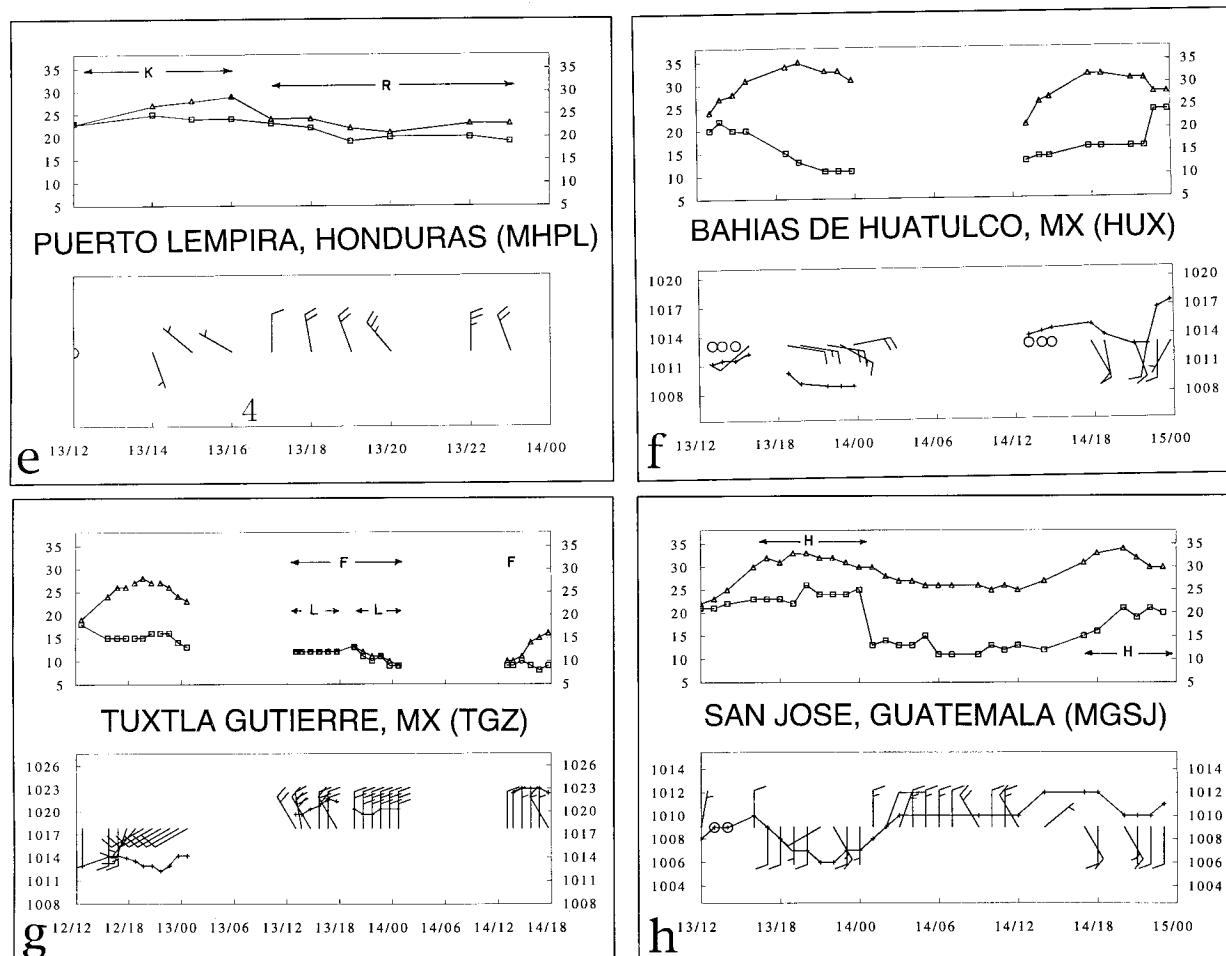 35 K 35
30 R 30
25 25
20 20
15 15
10 10
5 5
PUERTO LEMPIRA, HONDURAS (MHPL)
4
e 13/12 13/14 13/16 13/18 13/20 13/22 14/00
35 35
30 30
25 25
20 20
15 15
10 10
5 5
BAHIAS DE HUATULCO, MX (HUX)
1020 1020
1017 1017
1014 1014
1011 1011
1008 1008
f 13/12 13/18 14/00 14/06 14/12 14/18 15/00
35 F F 35
30 30
25 L L 25
20 20
15 15
10 10
5 5
TUXTLA GUTIERRE, MX (TGZ)
1026 1026
1023 1023
1020 1020
1017 1017
1014 1014
1011 1011
1008 1008
g 12/12 12/18 13/00 13/06 13/12 13/18 14/00 14/06 14/12 14/18
35 H 35
30 30
25 25
20 20
15 15
10 H 10
5 5
SAN JOSE, GUATEMALA (MGSJ)
1014 1014
1012 1012
1010 1010
1008 1008
1006 1006
1004 1004
h 13/12 13/18 14/00 14/06 14/12 14/18 15/00